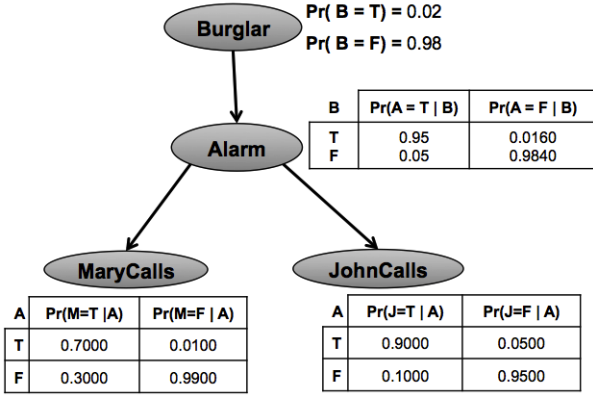 Burglar
Pr( B = T) = 0.02
Pr( B = F) = 0.98
Alarm
B Pr(A = T | B) Pr(A = F | B)
T 0.95 0.0160
F 0.05 0.9840
MaryCalls
JohnCalls
A Pr(M=T |A) Pr(M=F | A)
T 0.7000 0.0100
F 0.3000 0.9900
A Pr(J=T | A) Pr(J=F | A)
T 0.9000 0.0500
F 0.1000 0.9500